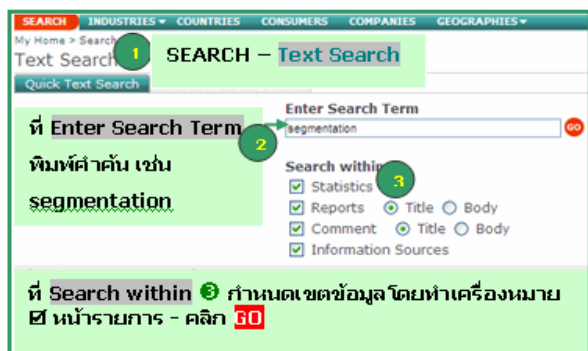 SEARCH INDUSTRIES COUNTRIES CONSUMERS COMPANIES GEOGRAPHIES
My Home > Search
Text Search
1
SEARCH – Text Search
Quick Text Search
ที่ Enter Search Term
พิมพ์คำค้น เช่น
segmentation
Enter Search Term
2
segmentation
GO
Search within
3
Statistics
Reports Title Body
Comment Title Body
Information Sources
ที่ Search within ❸ กำหนดเขตข้อมูลโดยทำเครื่องหมาย
☑ หน้ารายการ - คลิก GO